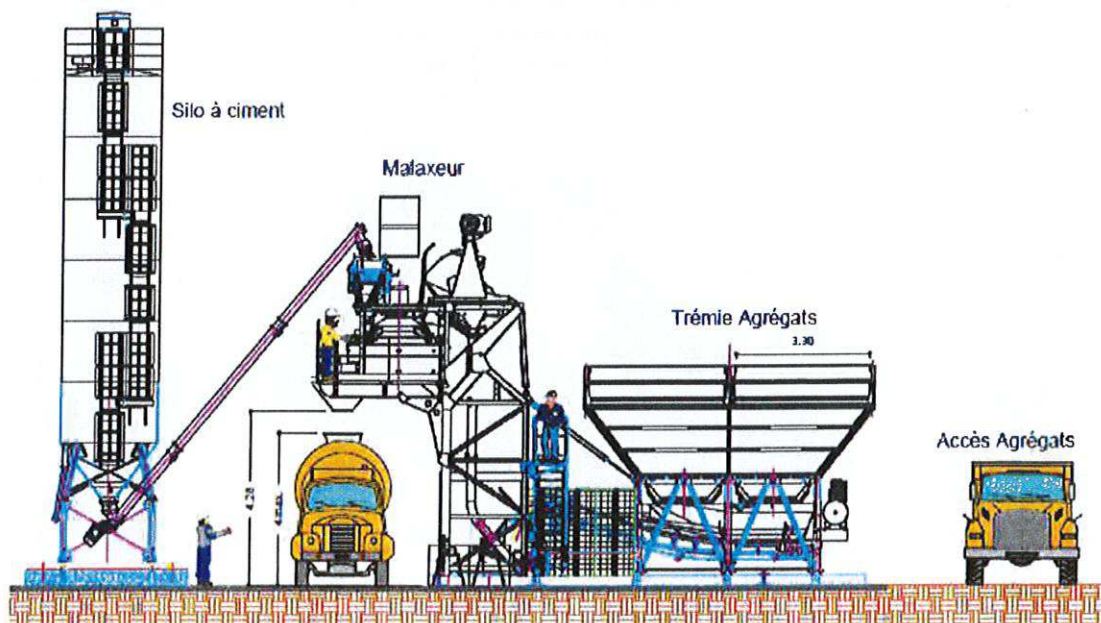 Silo à ciment
Malaxeur
Trémie Agrégats
3.30
Accès Agrégats
4.20